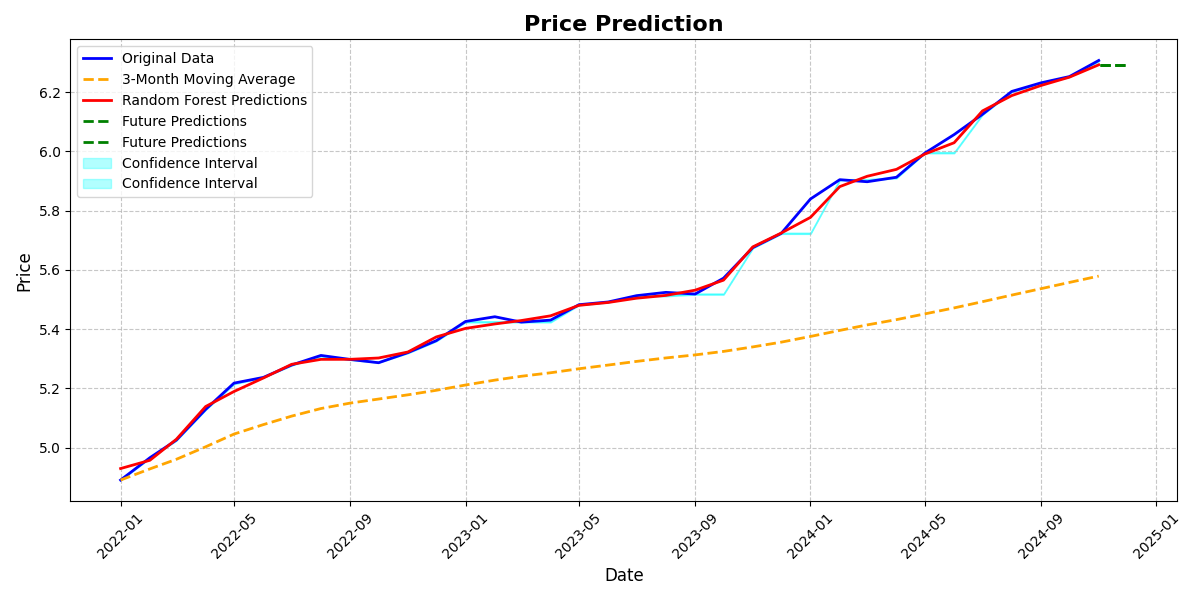 Price Prediction
Original Data
3-Month Moving Average
Random Forest Predictions
Future Predictions
Future Predictions
Confidence Interval
Confidence Interval
Price
6.2
6.0
5.8
5.6
5.4
5.2
5.0
2022-01
2022-05
2022-09
2023-01
2023-05
2023-09
2024-01
2024-05
2024-09
2025-01
Date